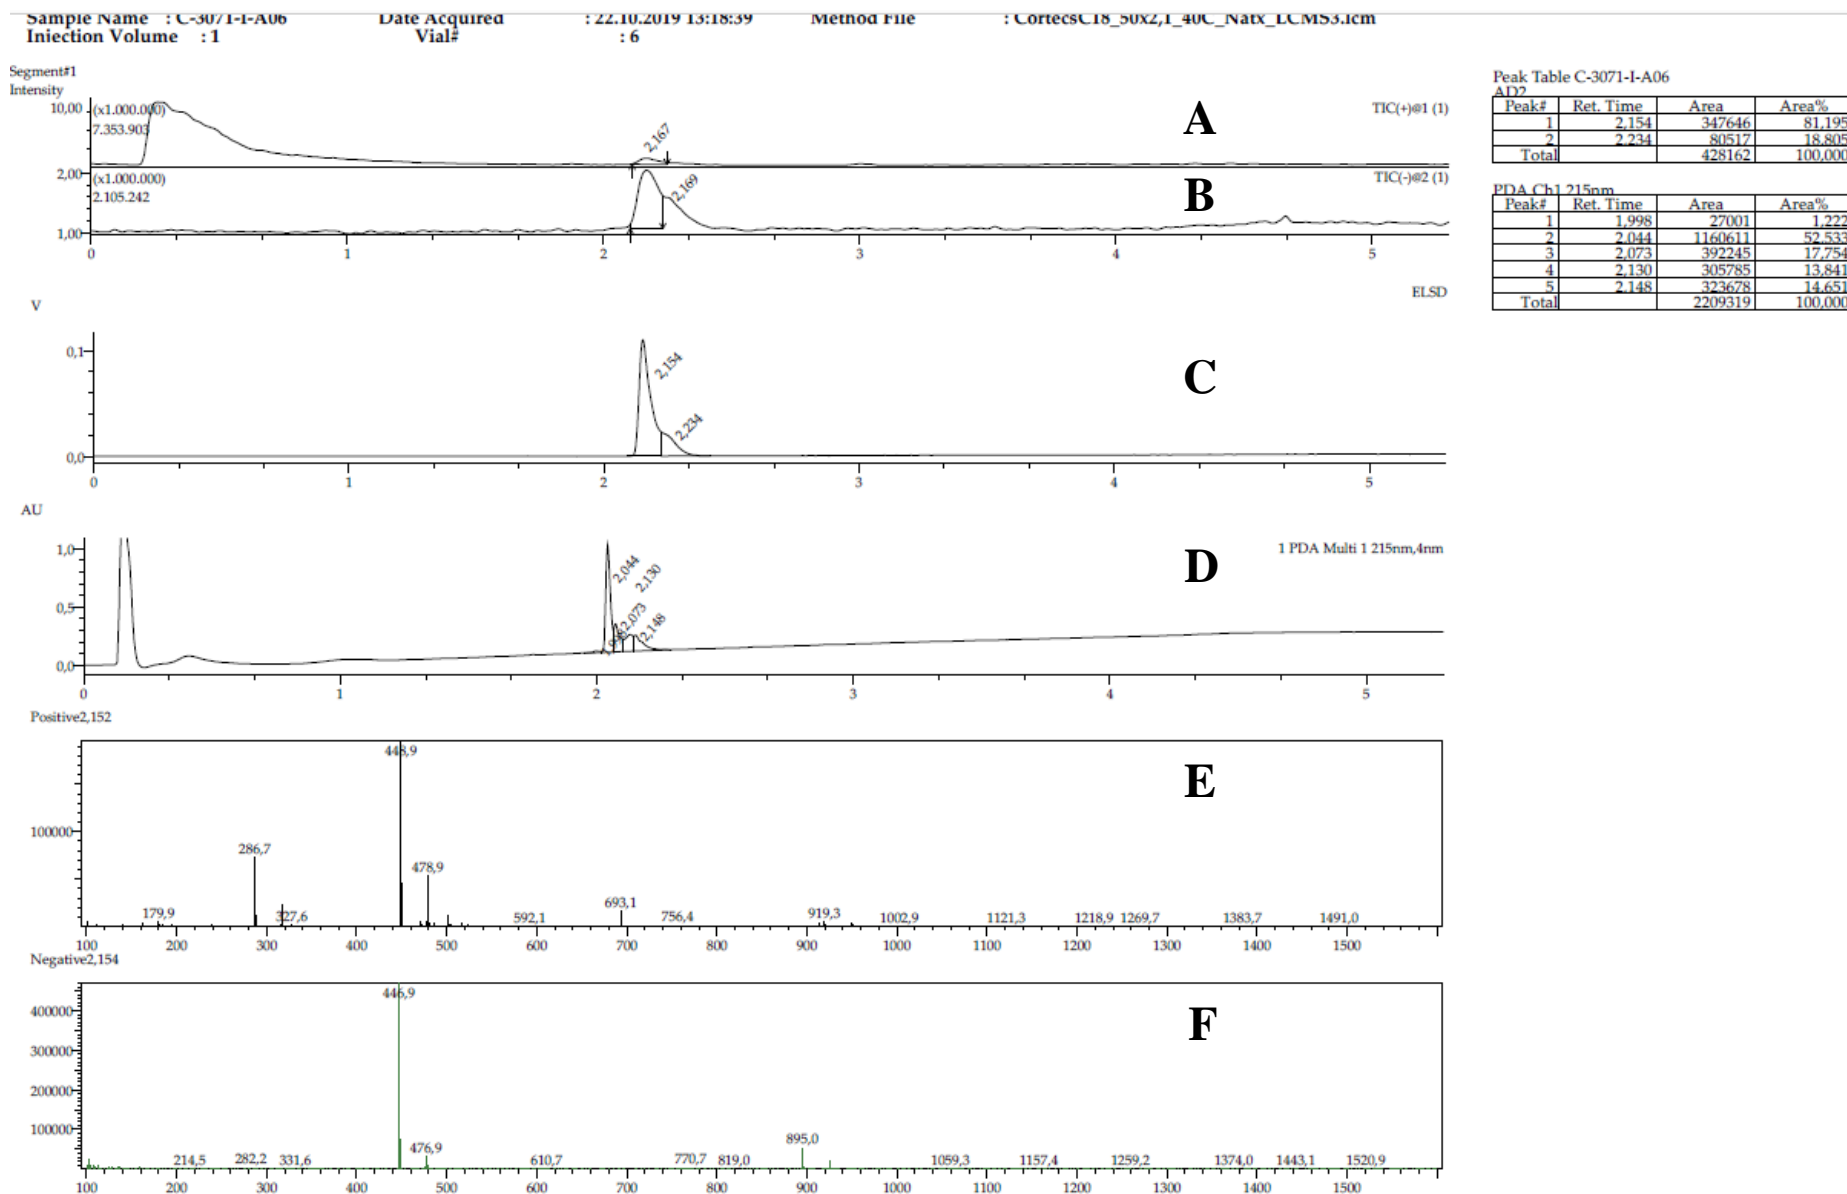 Sample Name : C-3071-I-A06 Date Acquired : 22.10.2019 13:18:39 Method File : CortecsC18_50x2,1_40C_Natx_LCMS3.lcm
Injection Volume : 1 Vial# : 6
Segment#1
Intensity
10,00 (x1.000.000) 2,167 A TIC(+)@1 (1)
7.353.903
2,00 (x1.000.000) 2,169 B TIC(-)@2 (1)
2.105.242
1,00
0 1 2 3 4 5
V ELSD
0,1 2,154 C
2,234
0,0
0 1 2 3 4 5
AU
1,0 2,044 2,130 D 1 PDA Multi 1 215nm,4nm
0,5 2,073 2,148
0,0
0 1 2 3 4 5
Positive2,152
448,9 E
100000 286,7 478,9
179,9 327,6 592,1 693,1 756,4 919,3 1002,9 1121,3 1218,9 1269,7 1383,7 1491,0
100 200 300 400 500 600 700 800 900 1000 1100 1200 1300 1400 1500
Negative2,154
446,9 F
400000
300000
200000
100000 476,9 895,0
214,5 282,2 331,6 610,7 770,7 819,0 1059,3 1157,4 1259,2 1374,0 1443,1 1520,9
100 200 300 400 500 600 700 800 900 1000 1100 1200 1300 1400 1500
Peak Table C-3071-I-A06
AD2
Peak# Ret. Time Area Area%
1 2,154 347646 81,195
2 2,234 80517 18,805
Total 428162 100,000
PDA Ch1 215nm
Peak# Ret. Time Area Area%
1 1,998 27001 1,222
2 2,044 1160611 52,533
3 2,073 392245 17,754
4 2,130 305785 13,841
5 2,148 323678 14,651
Total 2209319 100,000